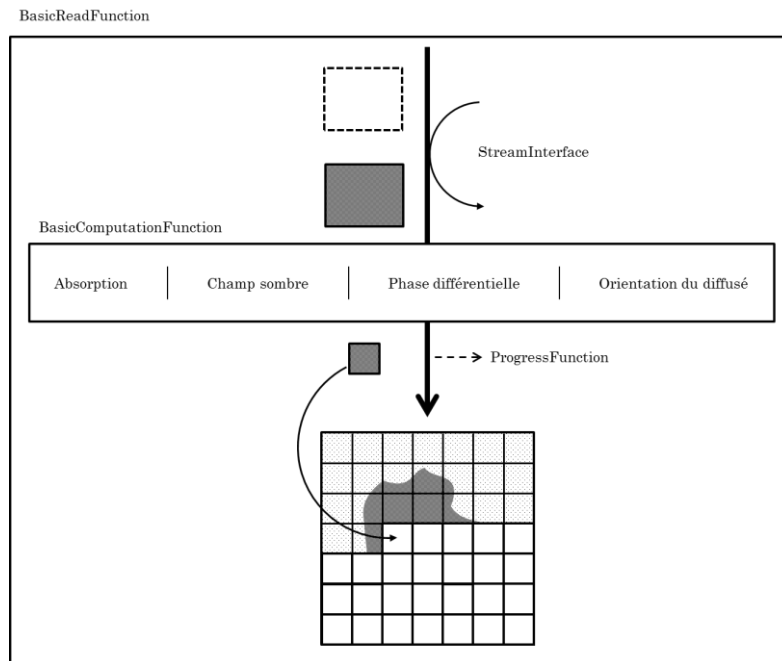 BasicReadFunction
StreamInterface
BasicComputationFunction
Absorption
Champ sombre
Phase différentielle
Orientation du diffusé
ProgressFunction